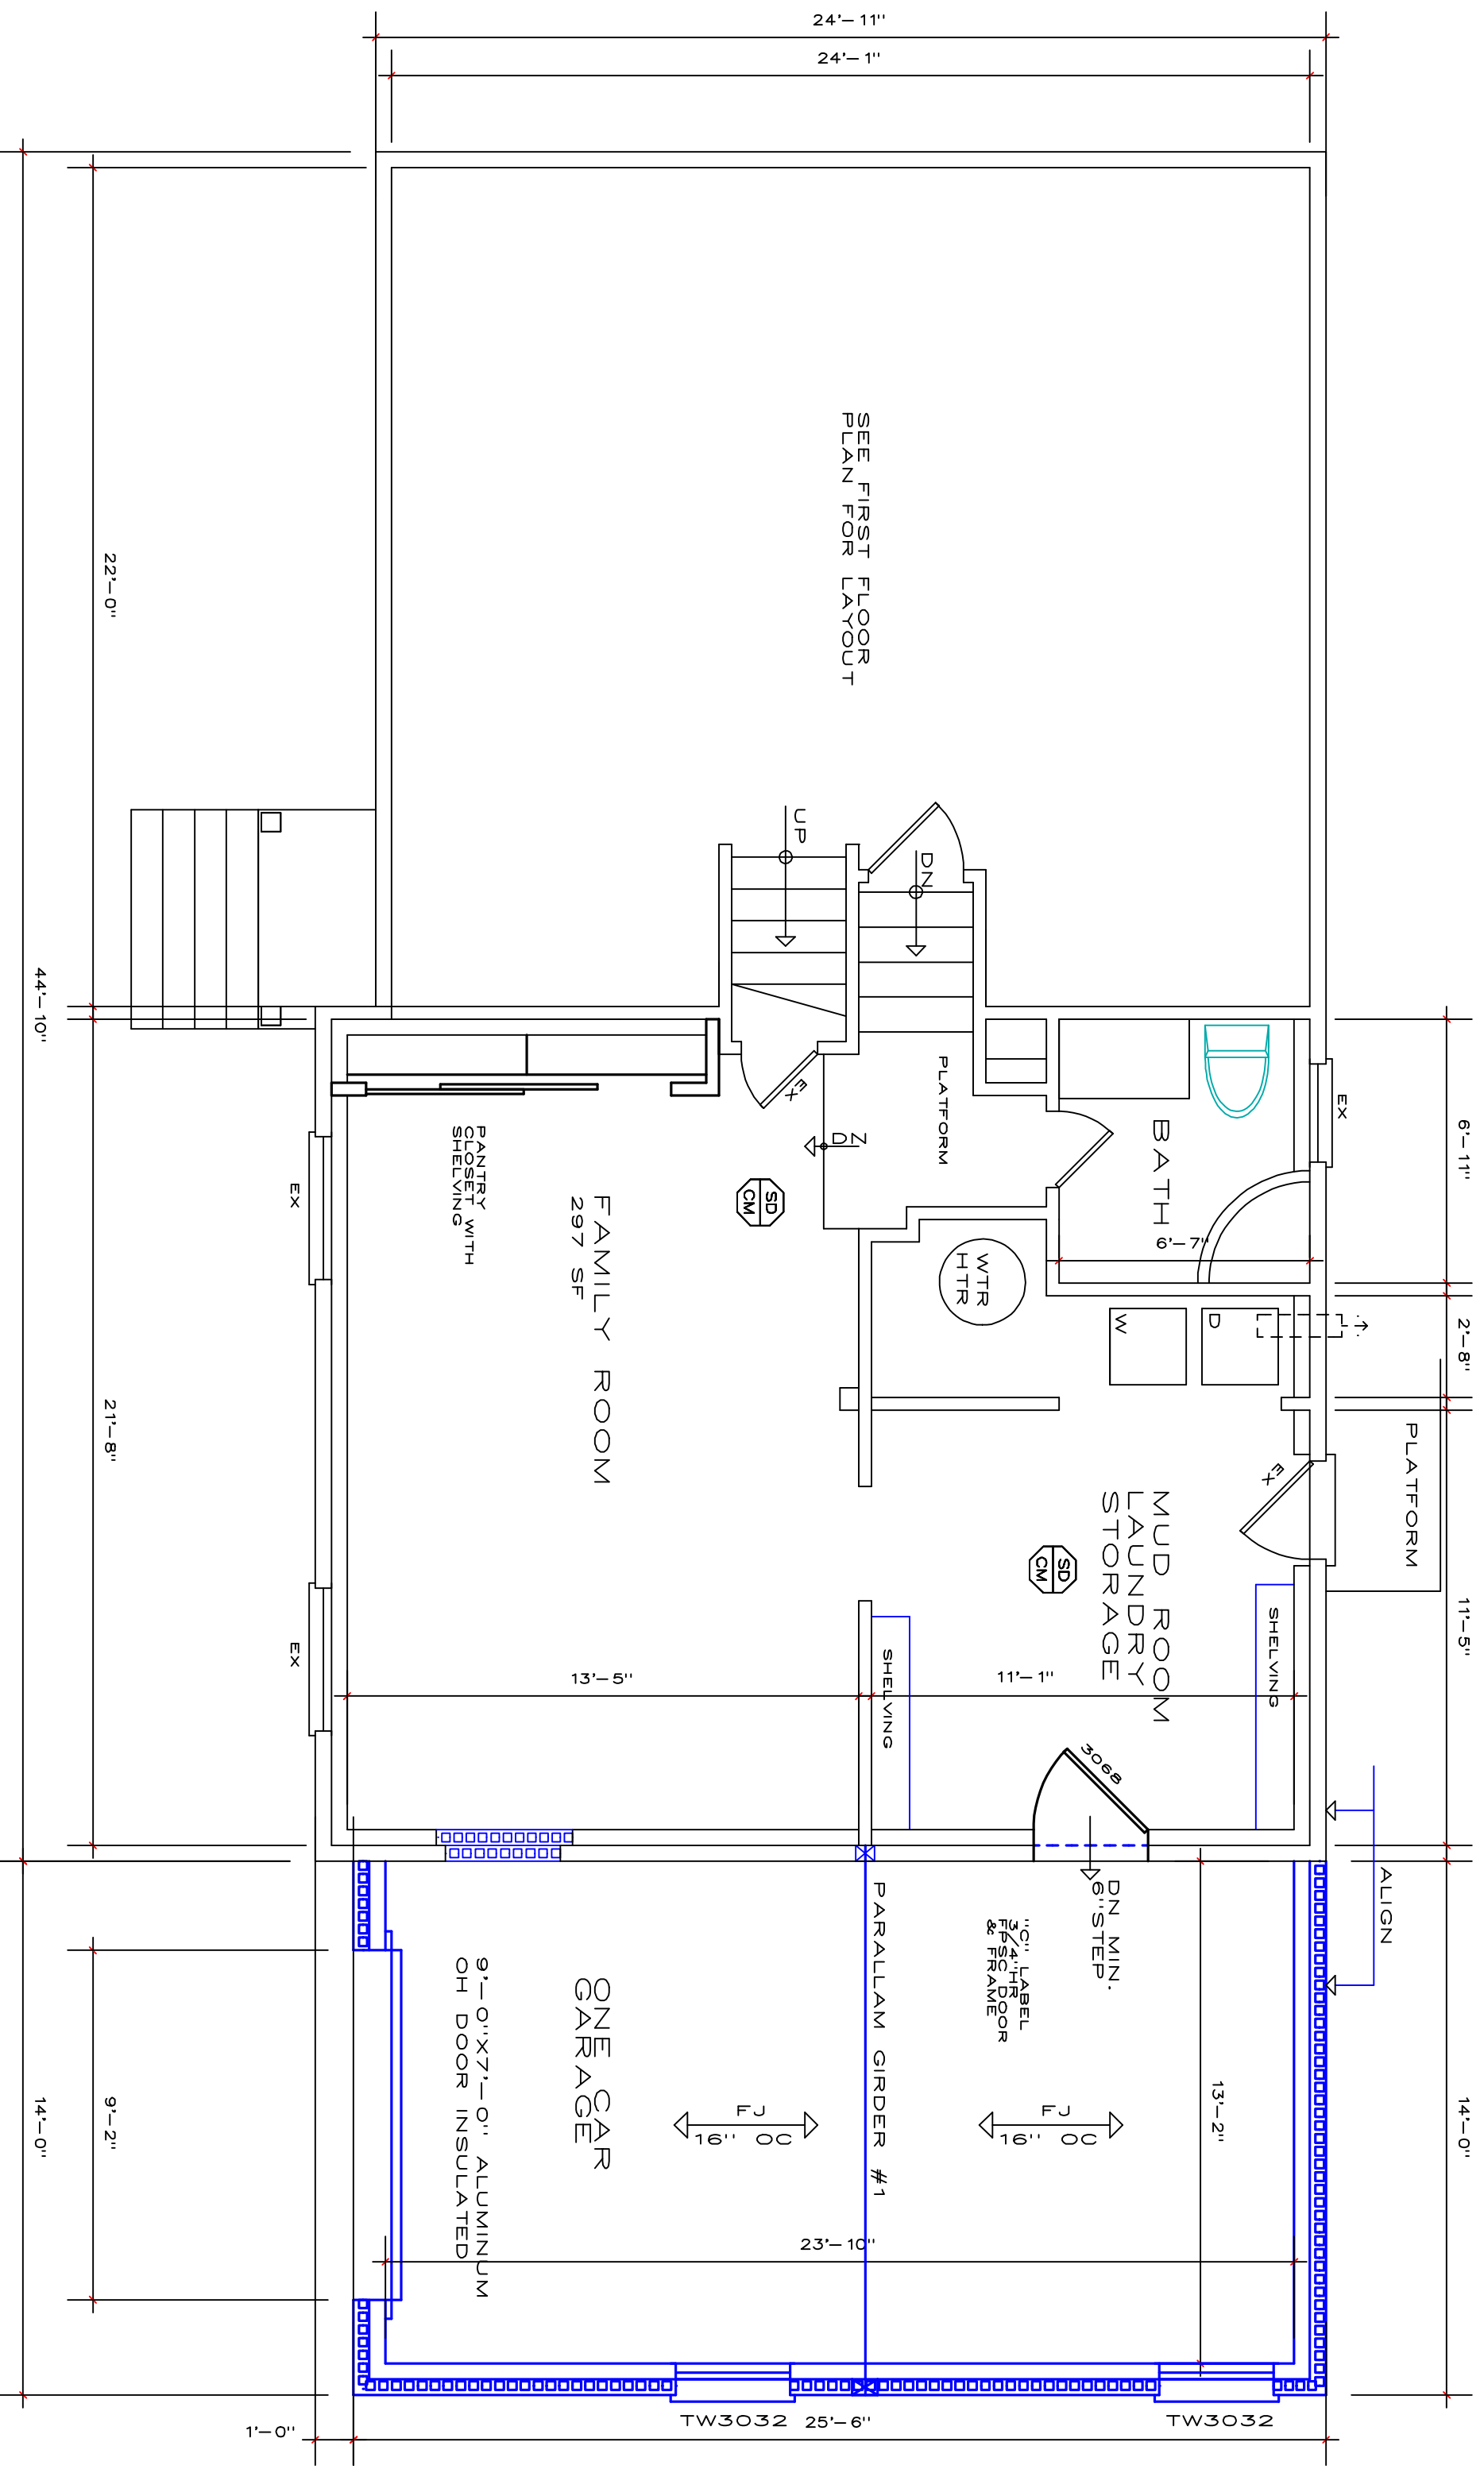 24'-11"
24'-1"
SEE FIRST FLOOR
PLAN FOR LAYOUT
22'-0"
44'-10"
UP
DN
EX
PLATFORM
DN
EX
BATH
6'-11"
6'-7"
PANTRY
CLOSET WITH
SHELVING
EX
SD
CM
FAMILY ROOM
297 SF
WTR
HTR
W
D
2'-8"
21'-8"
PLATFORM
EX
MUD ROOM
LAUNDRY
STORAGE
SD
CM
SHELVING
SHELVING
11'-5"
EX
13'-5"
11'-1"
3068
ALIGN
DN MIN.
6"STEP
"C" LABEL
3/4"HR
FPSC DOOR
& FRAME
PARALLAM GIRDER #1
ONE CAR
GARAGE
9'-0"X7'-0" ALUMINUM
OH DOOR INSULATED
FJ
16" OC
FJ
16" OC
13'-2"
14'-0"
9'-2"
14'-0"
23'-10"
TW3032
TW3032
25'-6"
1'-0"